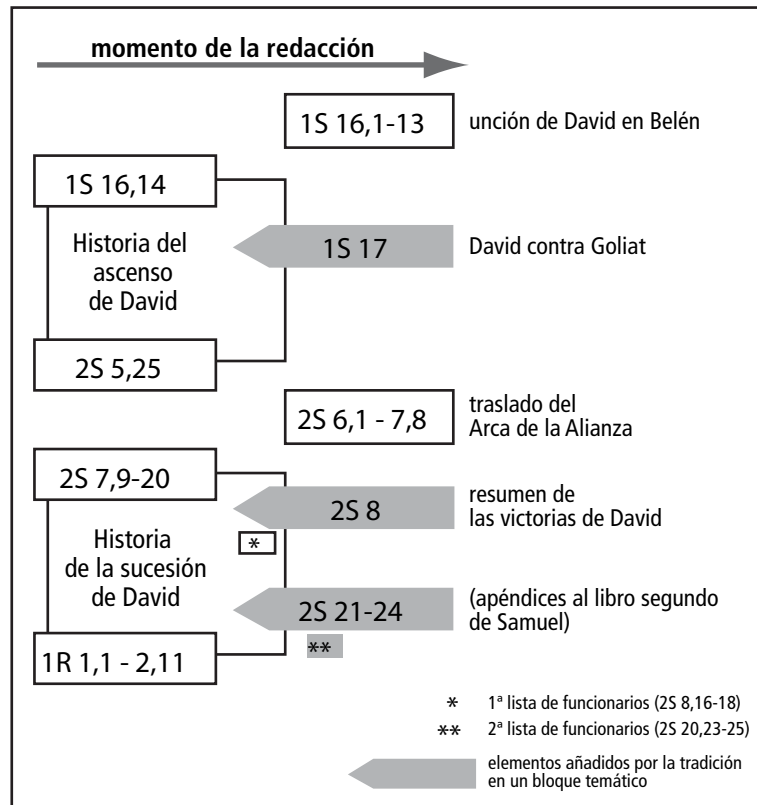 momento de la redacción
1S 16,1-13
unción de David en Belén
1S 16,14
Historia del
ascenso
de David
1S 17
David contra Goliat
2S 5,25
2S 6,1 - 7,8
traslado del
Arca de la Alianza
2S 7,9-20
2S 8
resumen de
las victorias de David
*
Historia
de la sucesión
de David
2S 21-24
(apéndices al libro segundo
de Samuel)
**
1R 1,1 - 2,11
* 1ª lista de funcionarios (2S 8,16-18)
** 2ª lista de funcionarios (2S 20,23-25)
elementos añadidos por la tradición
en un bloque temático